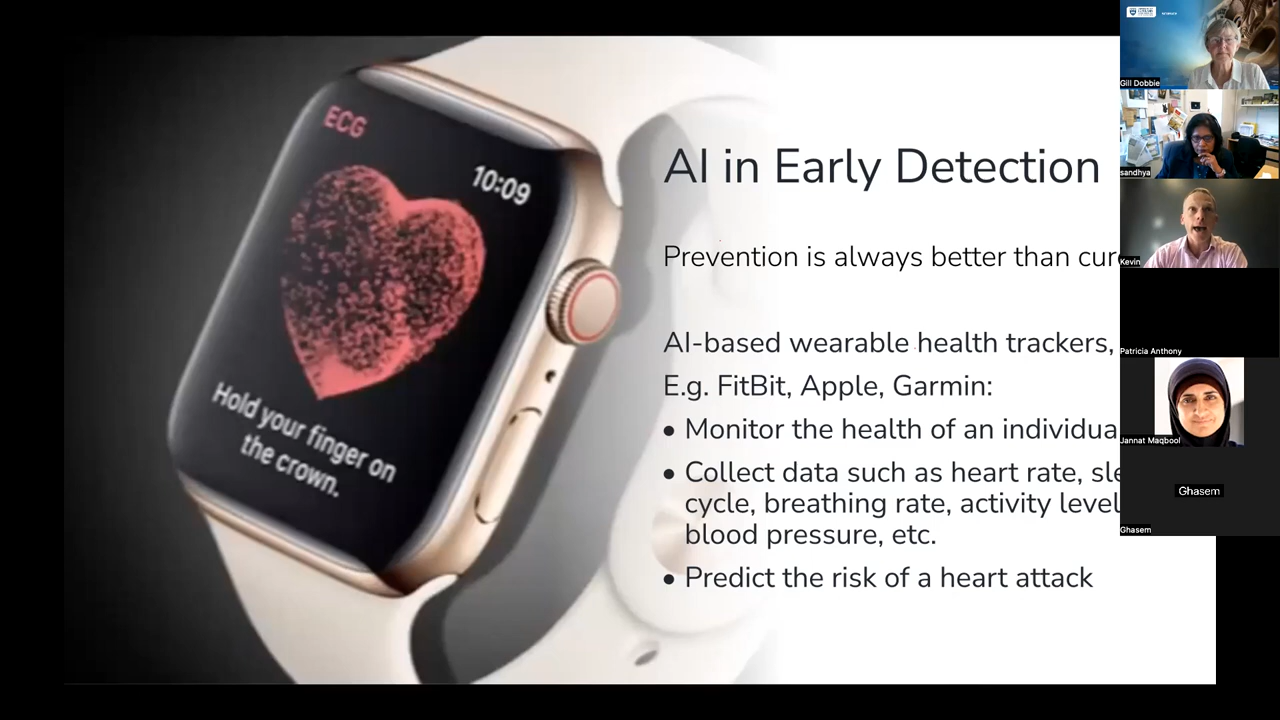 ECG
10:09
Hold your finger on
the crown.
AI in Early Detection
Prevention is always better than cur
AI-based wearable health trackers,
E.g. FitBit, Apple, Garmin:
• Monitor the health of an individua
• Collect data such as heart rate, sle
cycle, breathing rate, activity level
blood pressure, etc.
• Predict the risk of a heart attack
Gill Dobbie
sandhya
Kevin
Patricia Anthony
Jannat Maqbool
Ghasem
Ghasem